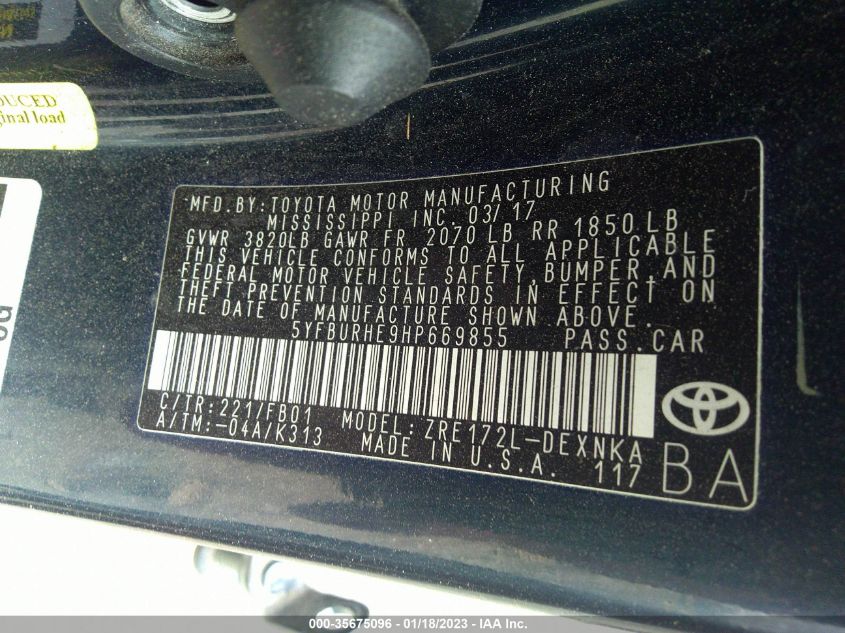 DUCED
ginal load
MFD.BY:TOYOTA MOTOR MANUFACTURING
MISSISSIPPI INC. 03/17
GVWR 3820LB GAWR FR 2070 LB RR 1850 LB
THIS VEHICLE CONFORMS TO ALL APPLICABLE
FEDERAL MOTOR VEHICLE SAFETY, BUMPER, AND
THEFT PREVENTION STANDARDS IN EFFECT ON
THE DATE OF MANUFACTURE SHOWN ABOVE.
5YFBURHE9HP669855 PASS.CAR
C/TR:221/FB01 MODEL:ZRE172L-DEXNKA
A/TM:-04A/K313 MADE IN U.S.A. 117
BA
000-35675096 - 01/18/2023 - IAA Inc.